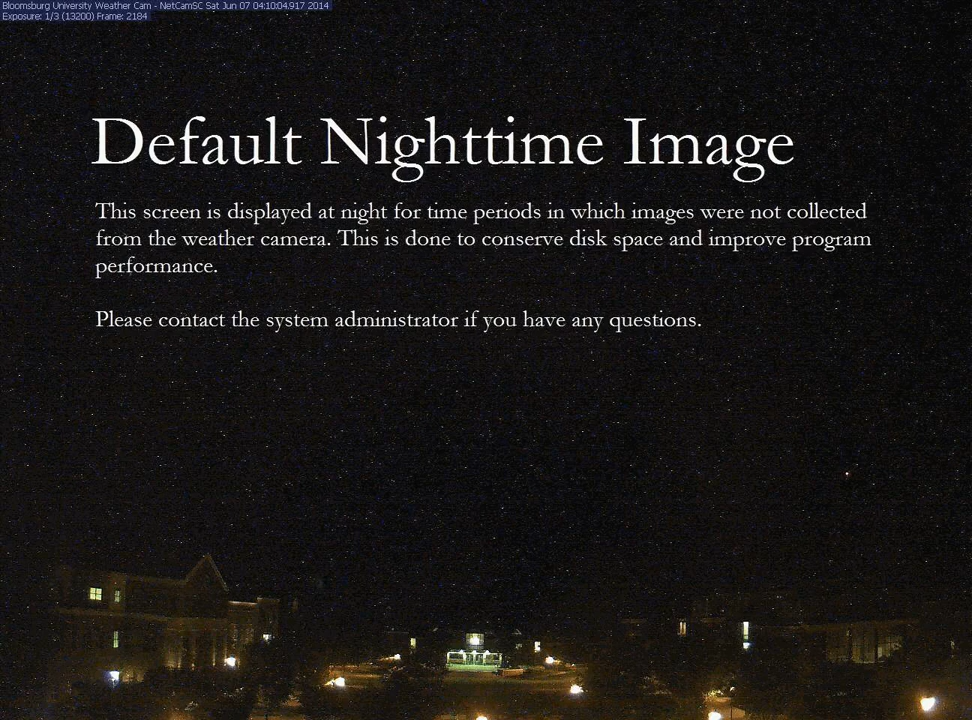 Bloomsburg University Weather Cam - NetCamSC Sat Jun 07 04:10:04.917 2014
Exposure: 1/3 (13200) Frame: 2184
Default Nighttime Image
This screen is displayed at night for time periods in which images were not collected
from the weather camera. This is done to conserve disk space and improve program
performance.
Please contact the system administrator if you have any questions.